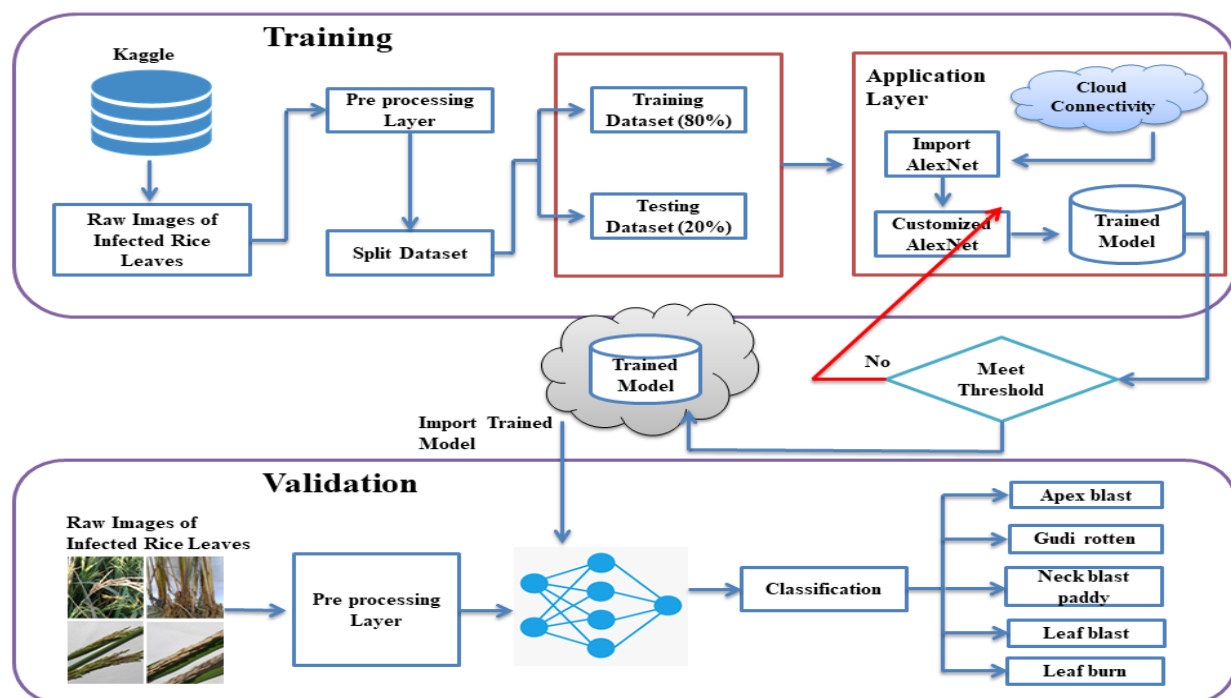 Training
Kaggle
Raw Images of
Infected Rice
Leaves
Pre processing
Layer
Split Dataset
Training
Dataset (80%)
Testing
Dataset (20%)
Application
Layer
Cloud
Connectivity
Import
AlexNet
Customized
AlexNet
Trained
Model
Meet
Threshold
No
Trained
Model
Import Trained
Model
Validation
Raw Images of
Infected Rice Leaves
Pre processing
Layer
Classification
Apex blast
Gudi rotten
Neck blast
paddy
Leaf blast
Leaf burn